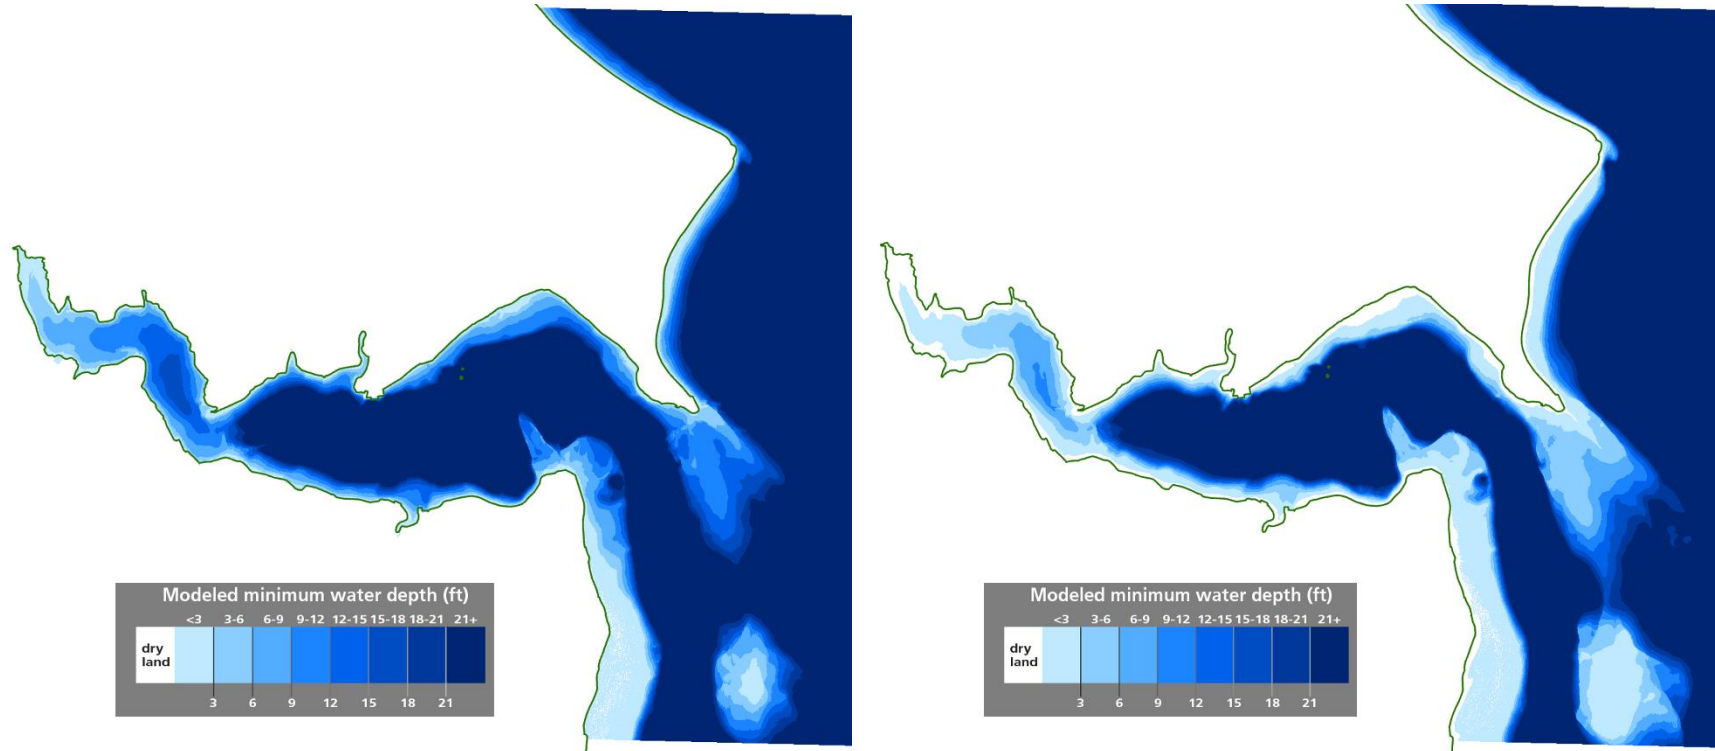 Modeled minimum water depth (ft)
<3 3-6 6-9 9-12 12-15 15-18 18-21 21+
dry
land
3 6 9 12 15 18 21
Modeled minimum water depth (ft)
<3 3-6 6-9 9-12 12-15 15-18 18-21 21+
dry
land
3 6 9 12 15 18 21